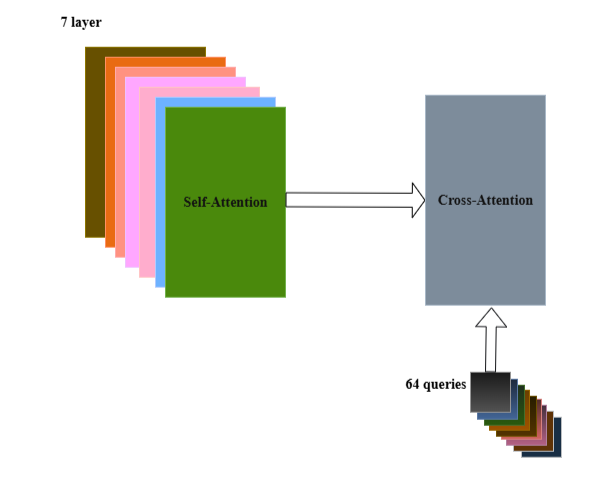 7 layer
Self-Attention
Cross-Attention
64 queries